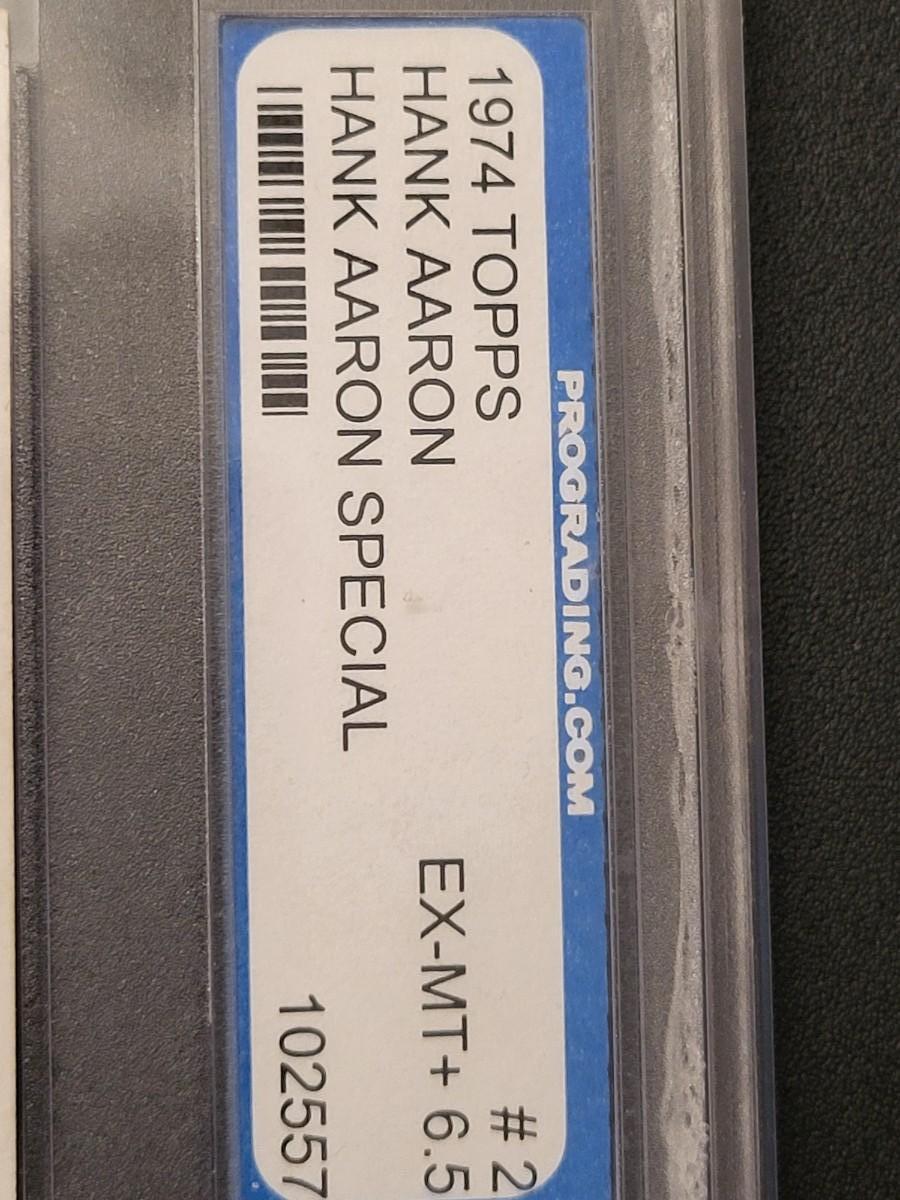 PROGRADING.COM
1974 TOPPS # 2
HANK AARON EX-MT+ 6.5
HANK AARON SPECIAL
102557